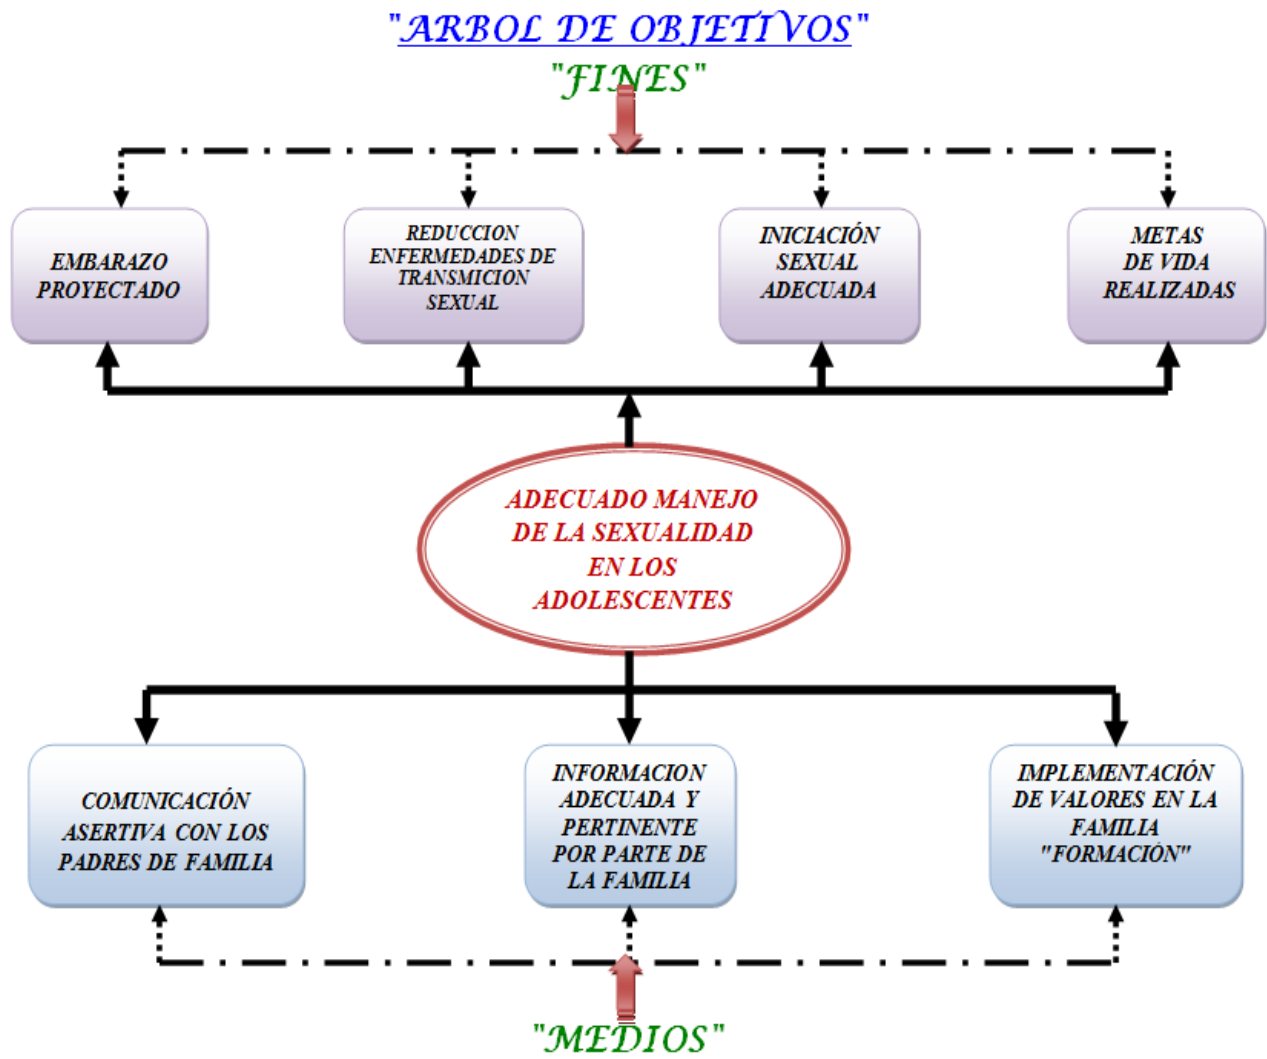 "ARBOL DE OBJETIVOS"
"FINES"
EMBARAZO
PROYECTADO
REDUCCION
ENFERMEDADES DE
TRANSMICION
SEXUAL
INICIACIÓN
SEXUAL
ADECUADA
METAS
DE VIDA
REALIZADAS
ADECUADO MANEJO
DE LA SEXUALIDAD
EN LOS
ADOLESCENTES
COMUNICACIÓN
ASERTIVA CON LOS
PADRES DE FAMILIA
INFORMACION
ADECUADA Y
PERTINENTE
POR PARTE DE
LA FAMILIA
IMPLEMENTACIÓN
DE VALORES EN LA
FAMILIA
"FORMACIÓN"
"MEDIOS"